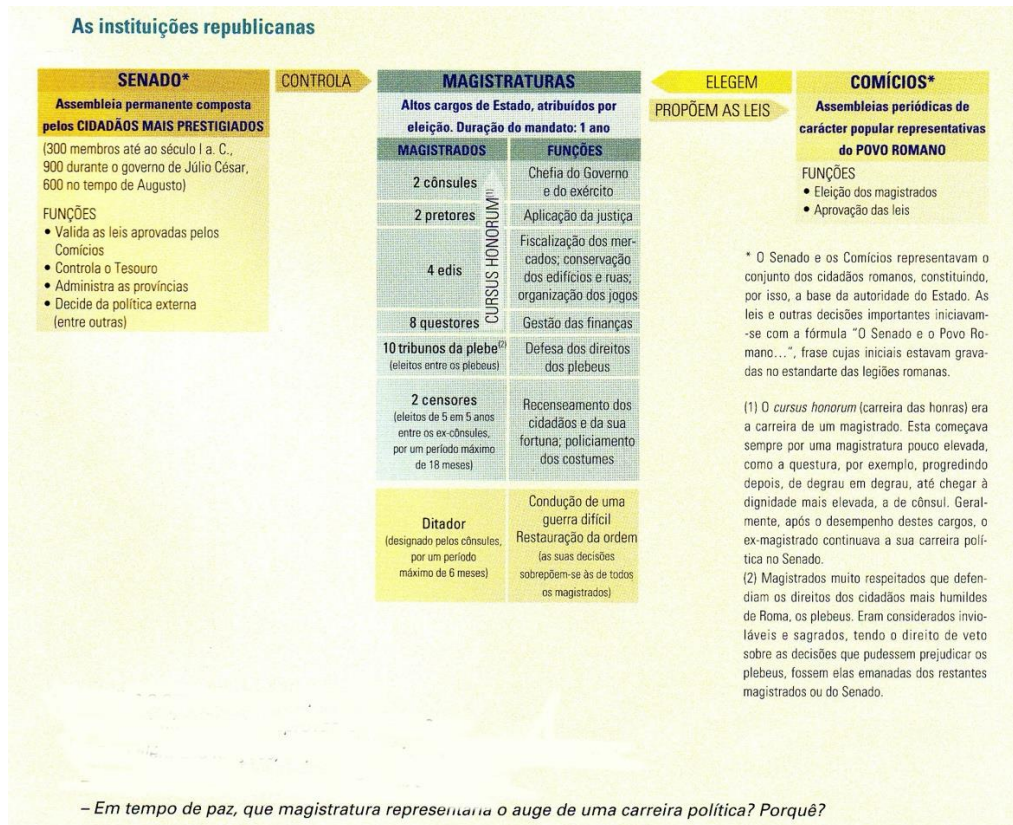 As instituições republicanas
SENADO*
Assembleia permanente composta
pelos CIDADÃOS MAIS PRESTIGIADOS
(300 membros até ao século I a. C.,
900 durante o governo de Júlio César,
600 no tempo de Augusto)
FUNÇÕES
• Valida as leis aprovadas pelos
Comícios
• Controla o Tesouro
• Administra as províncias
• Decide da política externa
(entre outras)
CONTROLA
MAGISTRATURAS
Altos cargos de Estado, atribuídos por
eleição. Duração do mandato: 1 ano
MAGISTRADOS
FUNÇÕES
2 cônsules
Chefia do Governo
e do exército
2 pretores
Aplicação da justiça
4 edis
Fiscalização dos mer-
cados; conservação
dos edifícios e ruas;
organização dos jogos
8 questores
Gestão das finanças
CURSUS HONORUM(1)
10 tribunos da plebe(2)
(eleitos entre os plebeus)
Defesa dos direitos
dos plebeus
2 censores
(eleitos de 5 em 5 anos
entre os ex-cônsules,
por um período máximo
de 18 meses)
Recenseamento dos
cidadãos e da sua
fortuna; policiamento
dos costumes
Ditador
(designado pelos cônsules,
por um período
máximo de 6 meses)
Condução de uma
guerra difícil
Restauração da ordem
(as suas decisões
sobrepõem-se às de todos
os magistrados)
ELEGEM
PROPÕEM AS LEIS
COMÍCIOS*
Assembleias periódicas de
carácter popular representativas
do POVO ROMANO
FUNÇÕES
• Eleição dos magistrados
• Aprovação das leis
* O Senado e os Comícios representavam o
conjunto dos cidadãos romanos, constituindo,
por isso, a base da autoridade do Estado. As
leis e outras decisões importantes iniciavam-
-se com a fórmula "O Senado e o Povo Ro-
mano...", frase cujas iniciais estavam grava-
das no estandarte das legiões romanas.
(1) O cursus honorum (carreira das honras) era
a carreira de um magistrado. Esta começava
sempre por uma magistratura pouco elevada,
como a questura, por exemplo, progredindo
depois, de degrau em degrau, até chegar à
dignidade mais elevada, a de cônsul. Geral-
mente, após o desempenho destes cargos, o
ex-magistrado continuava a sua carreira polí-
tica no Senado.
(2) Magistrados muito respeitados que defen-
diam os direitos dos cidadãos mais humildes
de Roma, os plebeus. Eram considerados invio-
láveis e sagrados, tendo o direito de veto
sobre as decisões que pudessem prejudicar os
plebeus, fossem elas emanadas dos restantes
magistrados ou do Senado.
– Em tempo de paz, que magistratura representaria o auge de uma carreira política? Porquê?